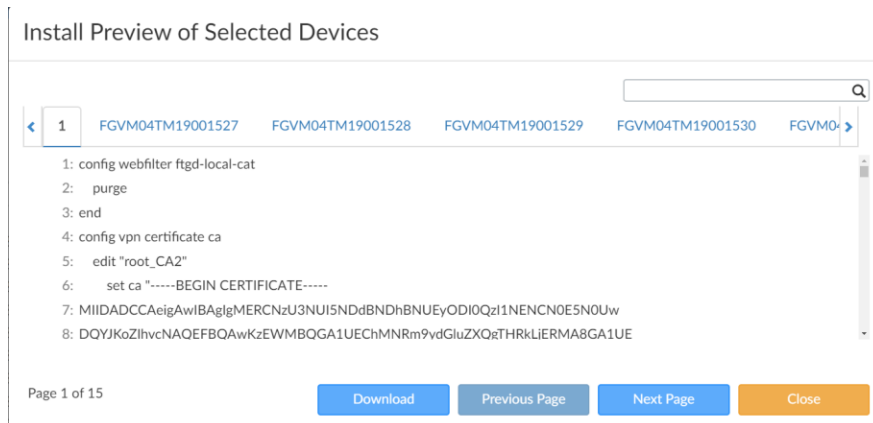 Install Preview of Selected Devices
1 FGVM04TM19001527 FGVM04TM19001528 FGVM04TM19001529 FGVM04TM19001530 FGVM04
1: config webfilter ftgd-local-cat
2: purge
3: end
4: config vpn certificate ca
5: edit "root_CA2"
6: set ca "-----BEGIN CERTIFICATE-----
7: MIIDADCCAeigAwIBAgIgMERCNzU3NUI5NDdBNDhBNUEyODI0QzI1NENCN0E5N0Uw
8: DQYJKoZIhvcNAQEFBQAwKzEWMBQGA1UEChMNRm9ydGluZXQgTHRkLjERMA8GA1UE
Page 1 of 15
Download Previous Page Next Page Close